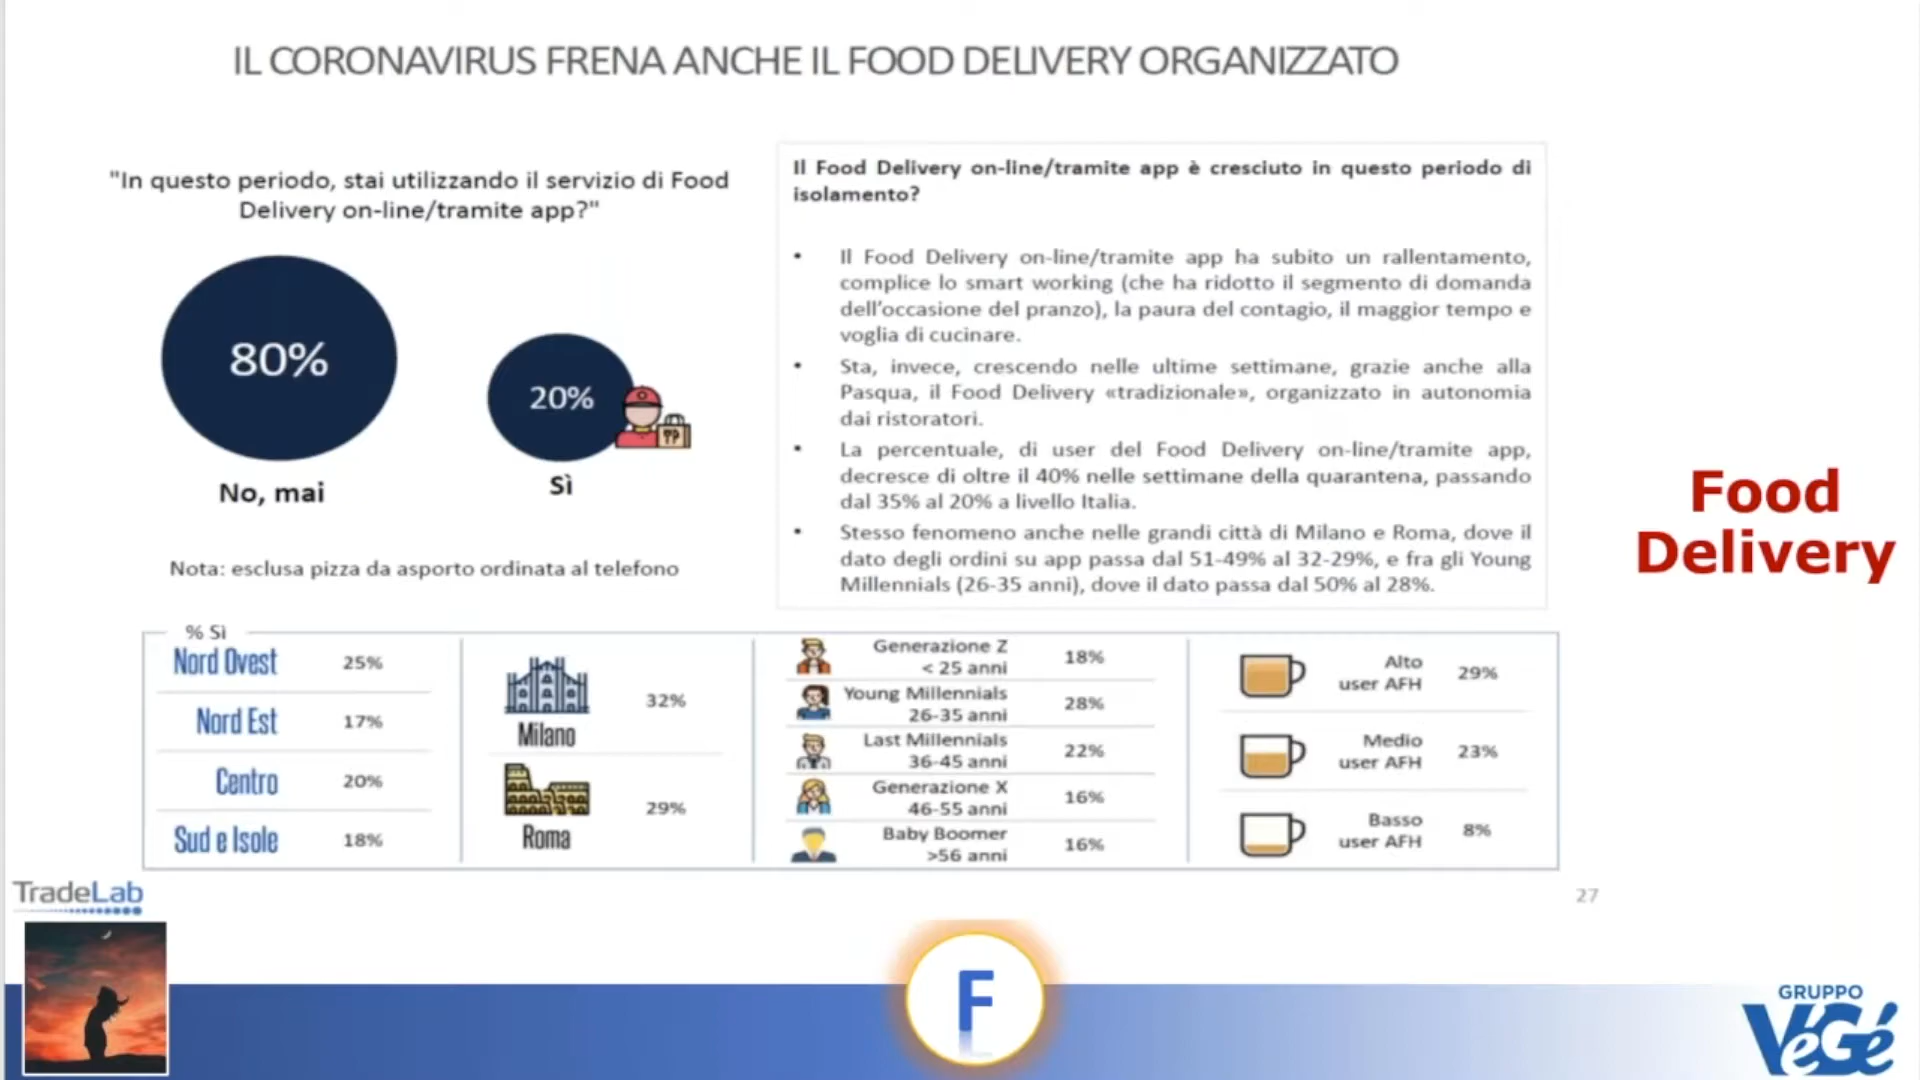 IL CORONAVIRUS FRENA ANCHE IL FOOD DELIVERY ORGANIZZATO
"In questo periodo, stai utilizzando il servizio di Food
Delivery on-line/tramite app?"
80%
No, mai
20%
Sì
Nota: esclusa pizza da asporto ordinata al telefono
Il Food Delivery on-line/tramite app è cresciuto in questo periodo di
isolamento?
• Il Food Delivery on-line/tramite app ha subito un rallentamento,
complice lo smart working (che ha ridotto il segmento di domanda
dell'occasione del pranzo), la paura del contagio, il maggior tempo e
voglia di cucinare.
• Sta, invece, crescendo nelle ultime settimane, grazie anche alla
Pasqua, il Food Delivery «tradizionale», organizzato in autonomia
dai ristoratori.
• La percentuale, di user del Food Delivery on-line/tramite app,
decresce di oltre il 40% nelle settimane della quarantena, passando
dal 35% al 20% a livello Italia.
• Stesso fenomeno anche nelle grandi città di Milano e Roma, dove il
dato degli ordini su app passa dal 51-49% al 32-29%, e fra gli Young
Millennials (26-35 anni), dove il dato passa dal 50% al 28%.
Food
Delivery
% Sì
Nord Ovest 25%
Nord Est 17%
Centro 20%
Sud e Isole 18%
Milano 32%
Roma 29%
Generazione Z
< 25 anni 18%
Young Millennials
26-35 anni 28%
Last Millennials
36-45 anni 22%
Generazione X
46-55 anni 16%
Baby Boomer
>56 anni 16%
Alto
user AFH 29%
Medio
user AFH 23%
Basso
user AFH 8%
TradeLab
27
F
GRUPPO
VéGé